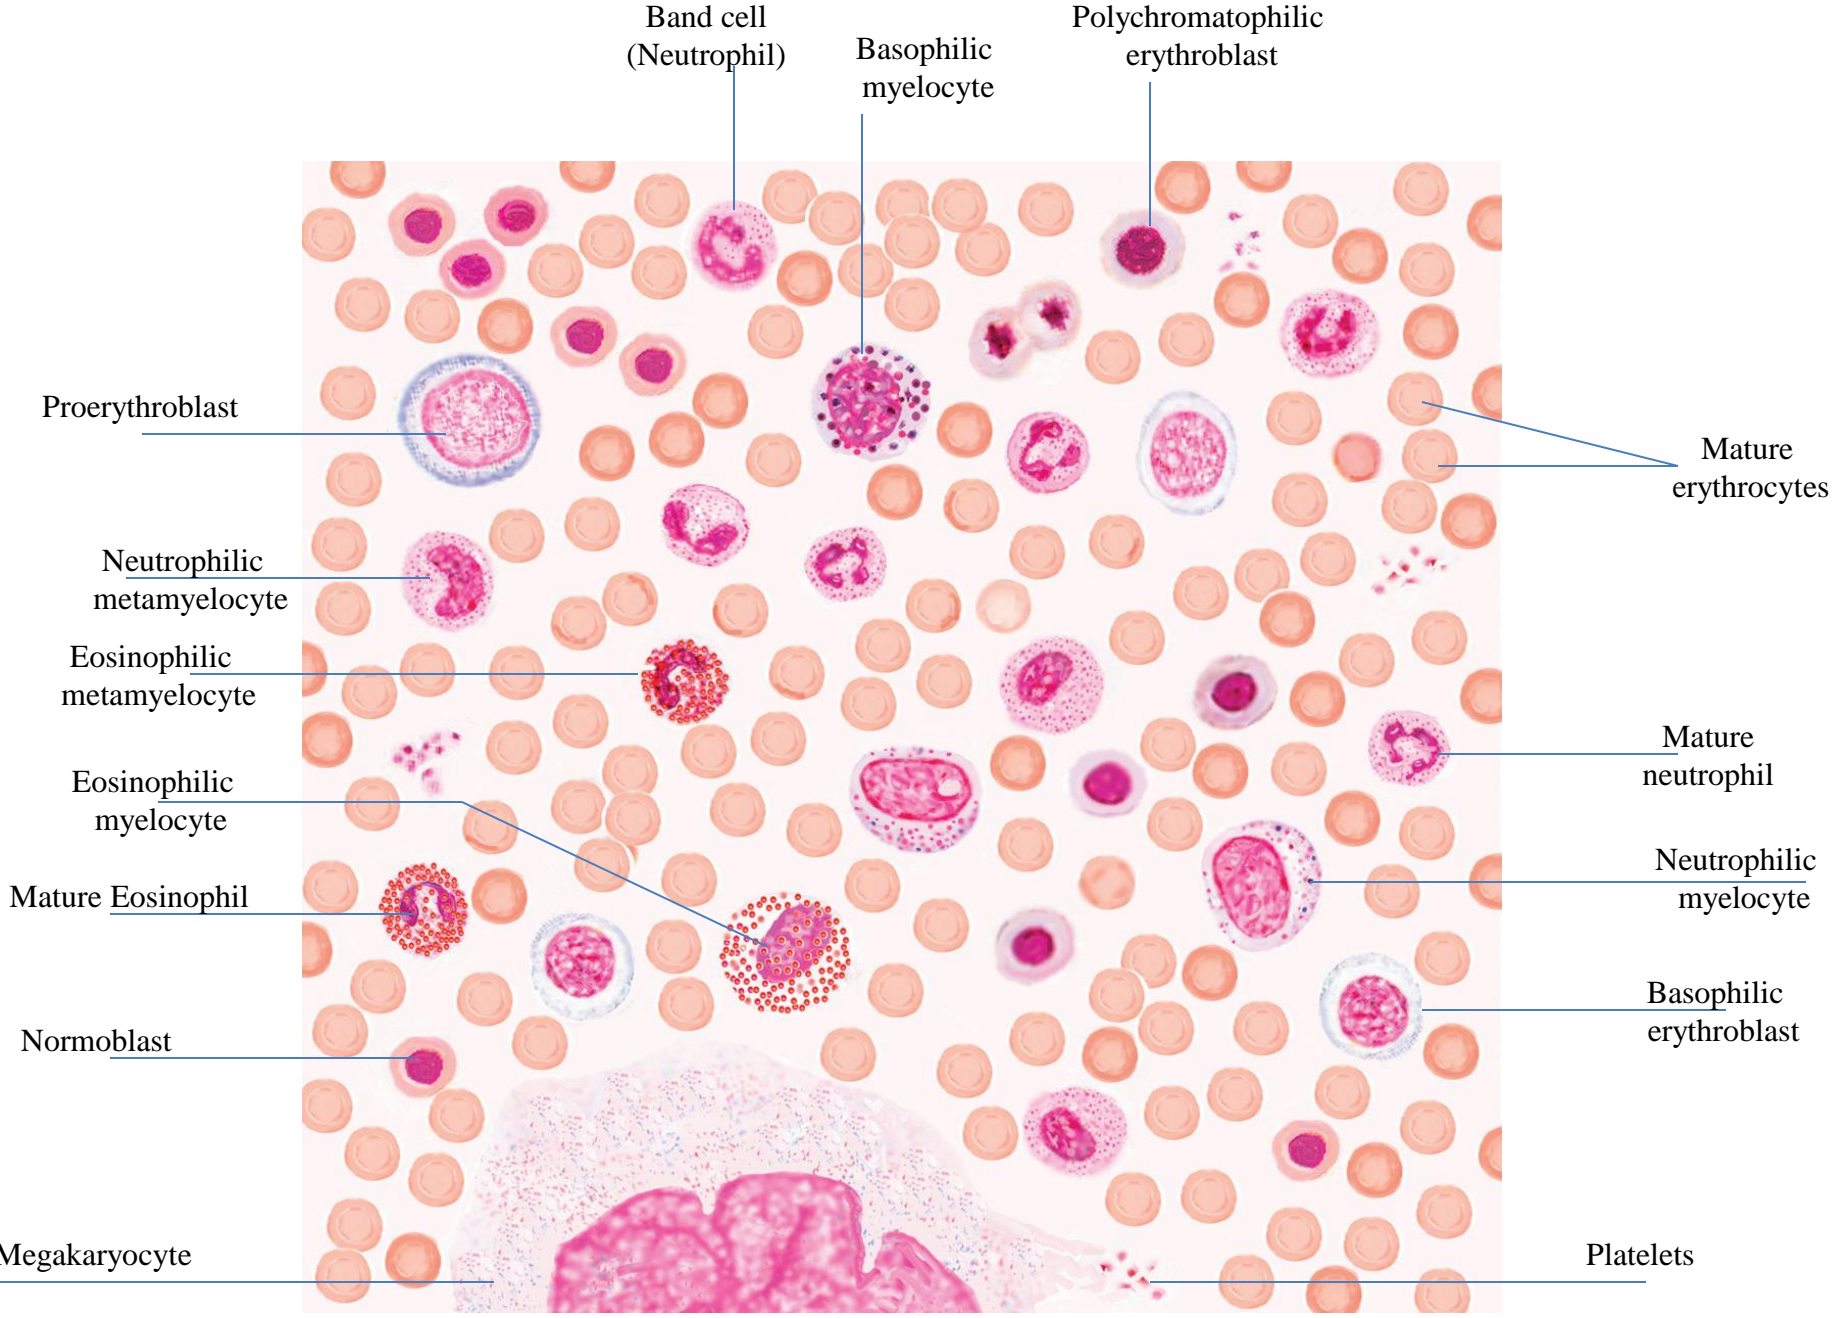 Band cell
(Neutrophil)
Basophilic
myelocyte
Polychromatophilic
erythroblast
Proerythroblast
Mature
erythrocytes
Neutrophilic
metamyelocyte
Eosinophilic
metamyelocyte
Mature
neutrophil
Eosinophilic
myelocyte
Neutrophilic
myelocyte
Mature Eosinophil
Basophilic
erythroblast
Normoblast
Megakaryocyte
Platelets